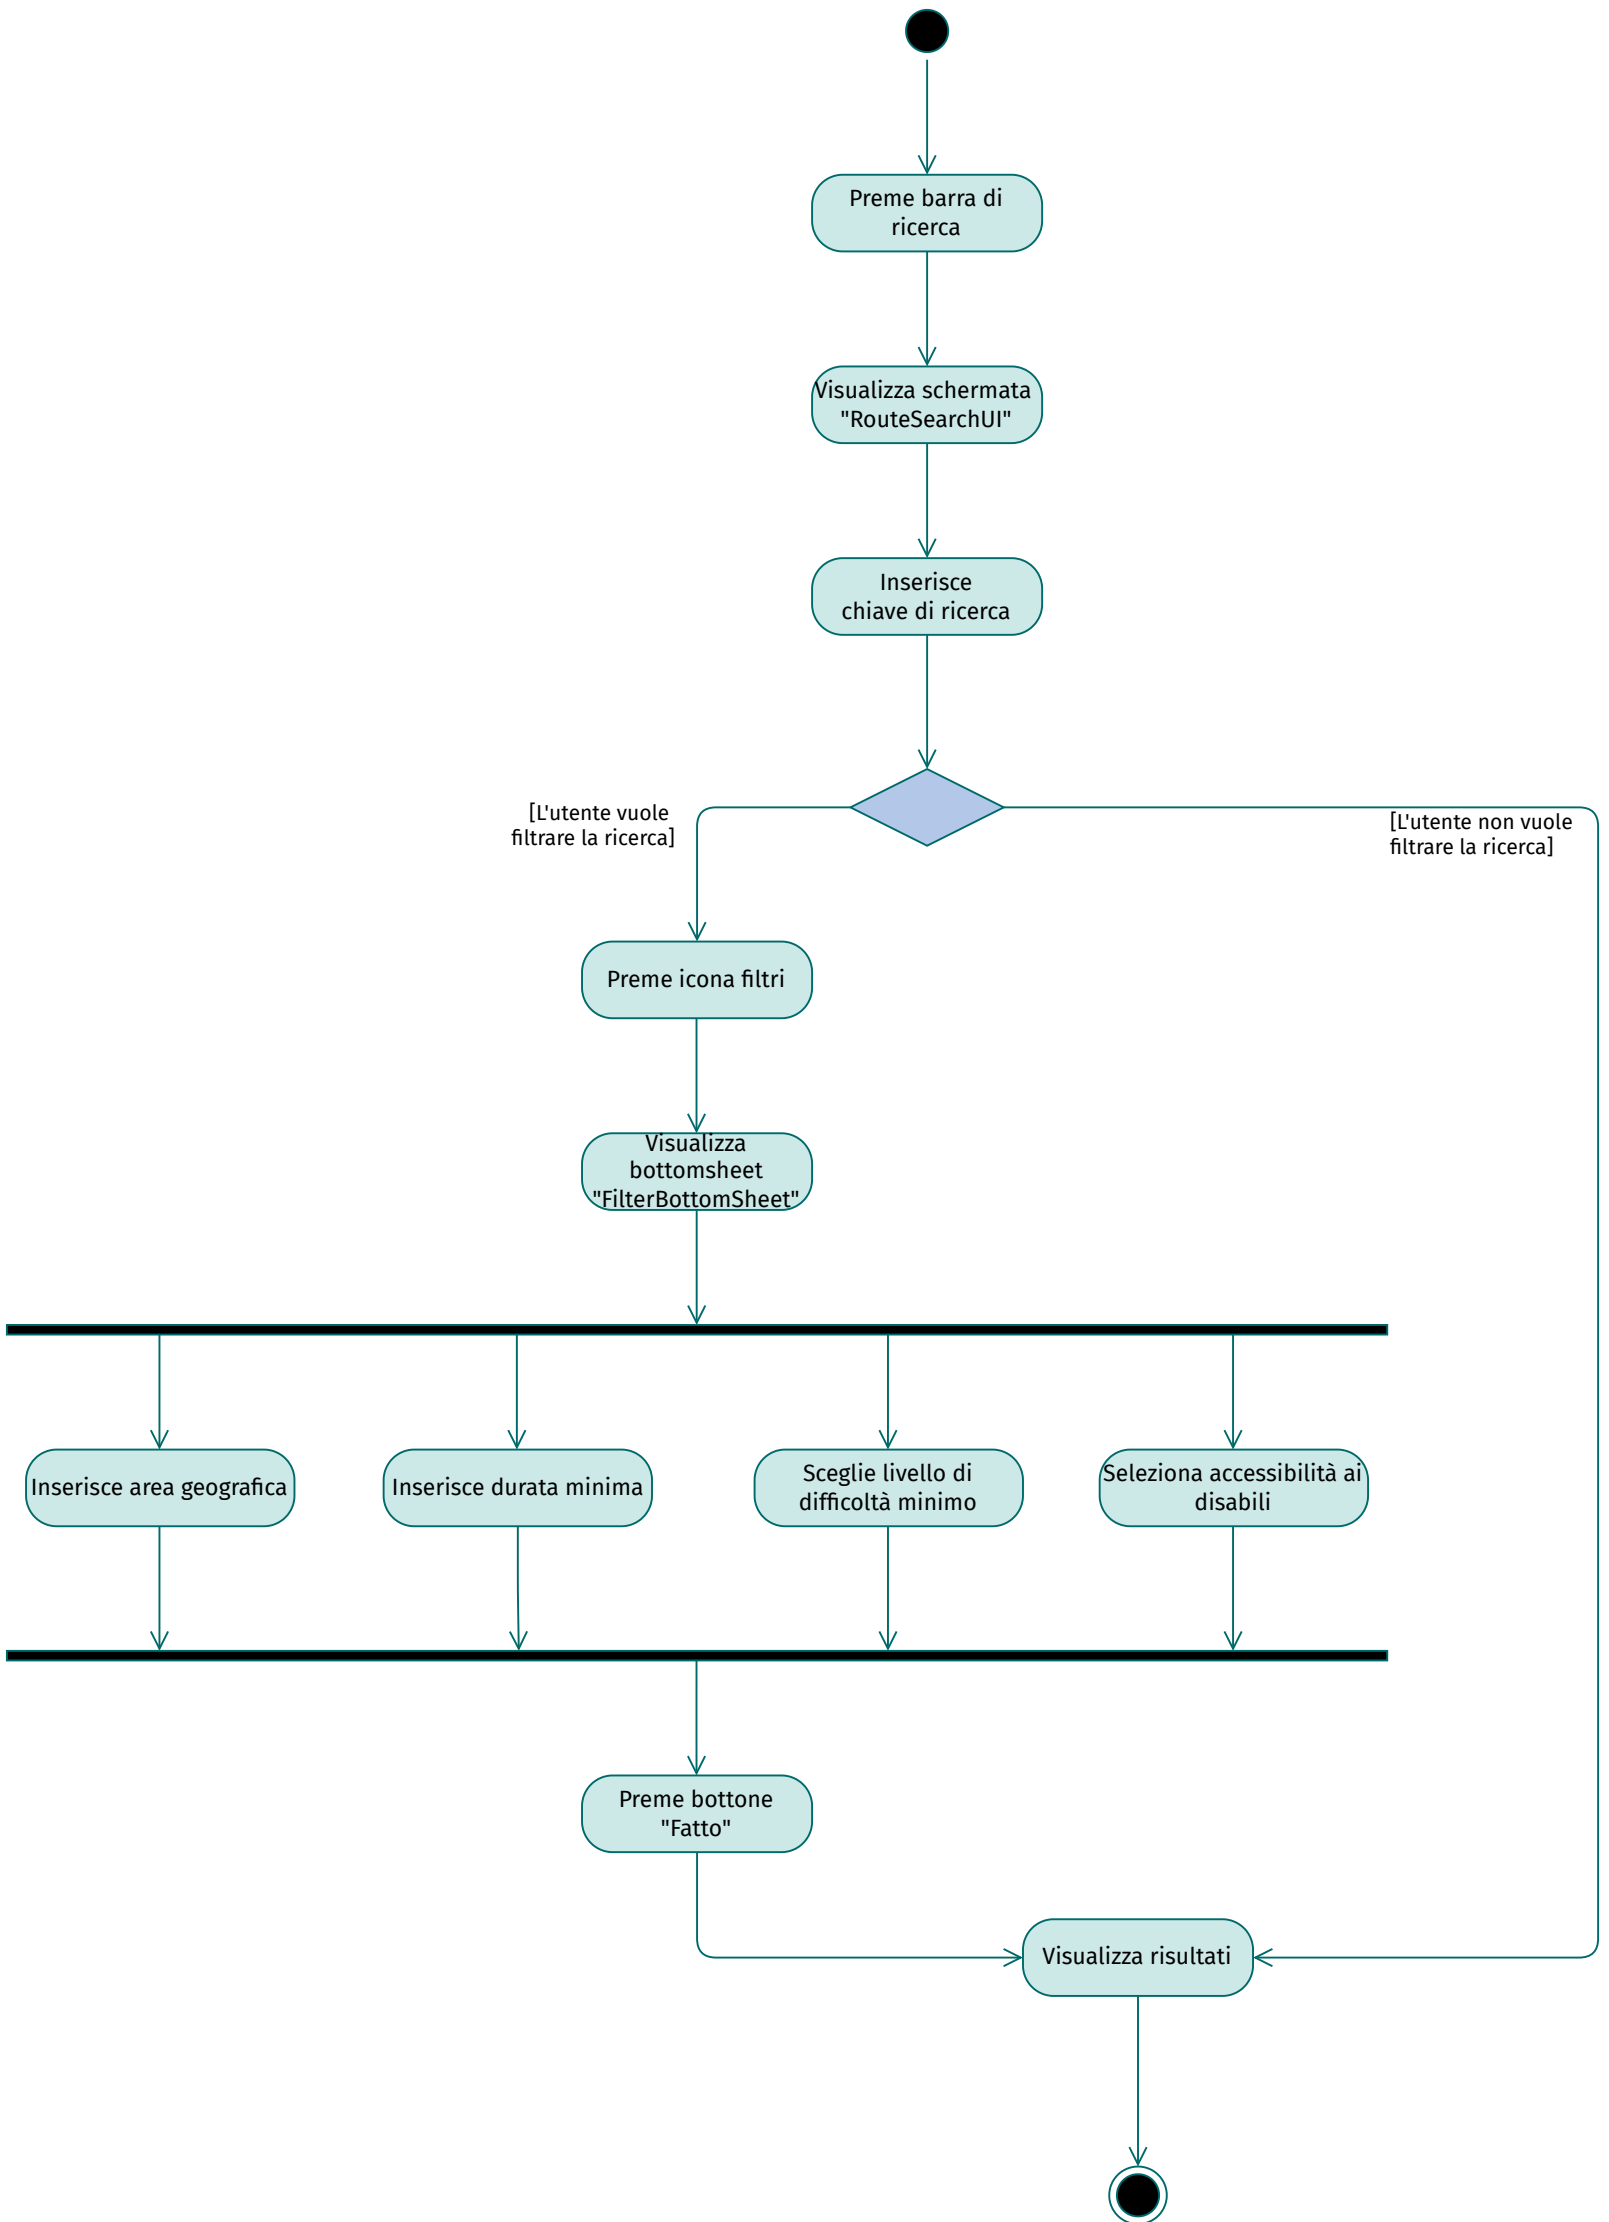 Preme barra di
ricerca
Visualizza schermata
"RouteSearchUI"
Inserisce
chiave di ricerca
[L'utente vuole
filtrare la ricerca]
[L'utente non vuole
filtrare la ricerca]
Preme icona filtri
Visualizza
bottomsheet
"FilterBottomSheet"
Inserisce area geografica
Inserisce durata minima
Sceglie livello di
difficoltà minimo
Seleziona accessibilità ai
disabili
Preme bottone
"Fatto"
Visualizza risultati